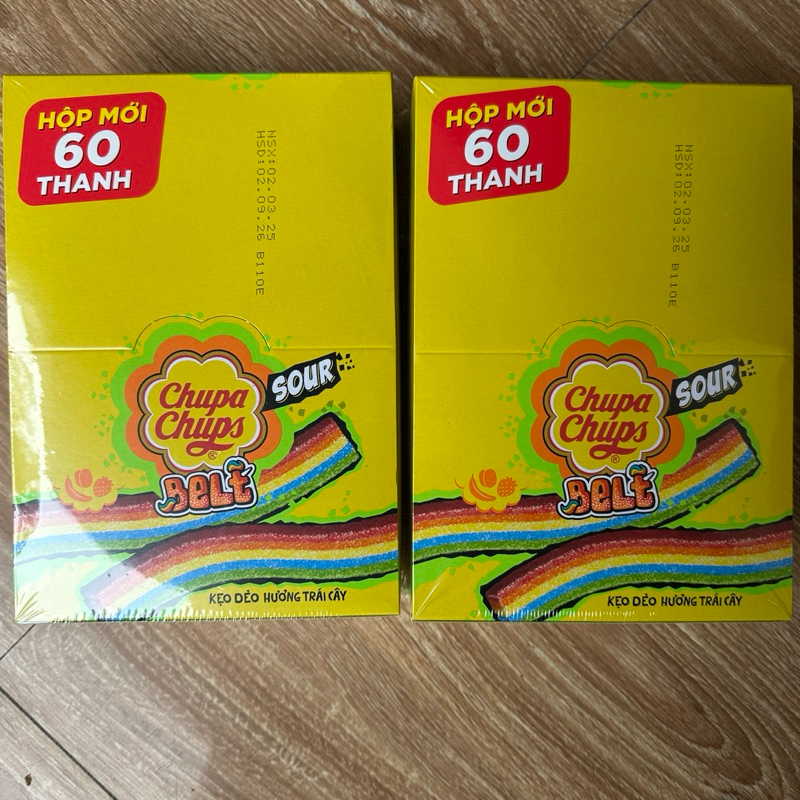 HỘP MỚI
60
THANH
NSX:02.03.25
HSD:02.09.26 B110E
Chupa
Chups
®
SOUR
BELT
KẸO DẺO HƯƠNG TRÁI CÂY
HỘP MỚI
60
THANH
NSX:02.03.25
HSD:02.09.26 B110E
Chupa
Chups
®
SOUR
BELT
KẸO DẺO HƯƠNG TRÁI CÂY